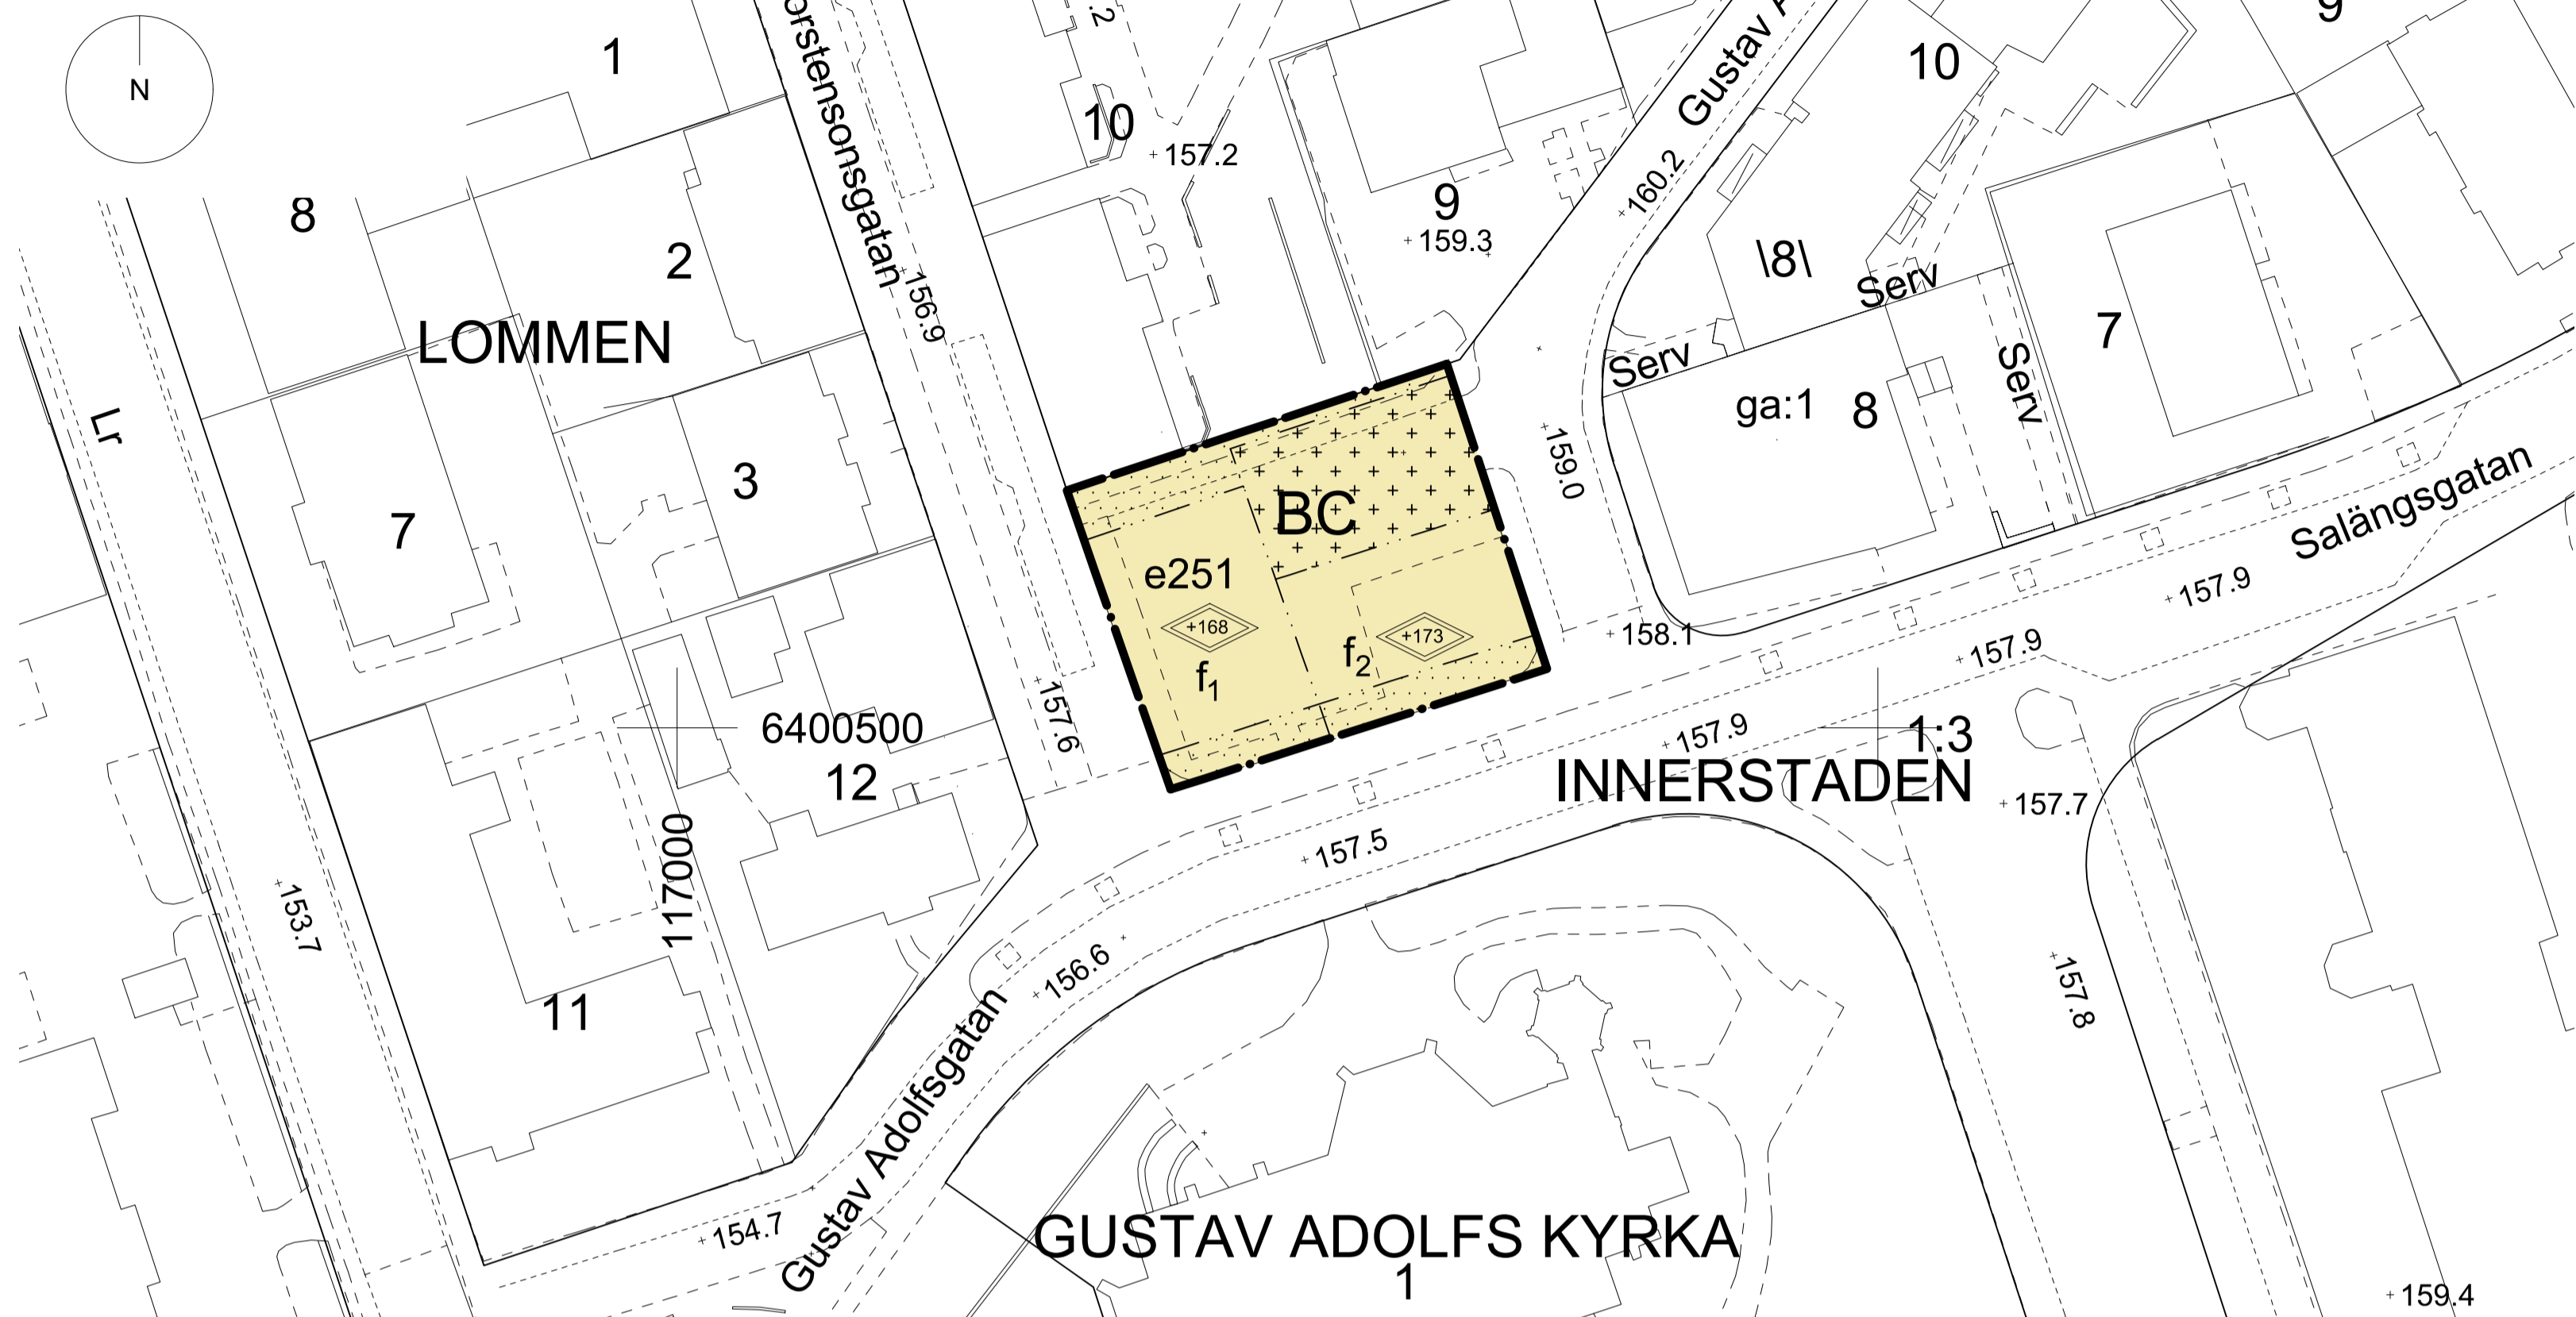 N
1
orstensonsgatan
.2
Gustav A
10
9
10
157.2
160.2
8
2
9
159.3
\8\
Serv
LOMMEN
156.9
Serv
Serv
7
Lr
ga:1
8
3
159.0
BC
Salängsgatan
7
e251
+168
+173
f1
f2
158.1
157.9
157.9
157.6
6400500
12
157.9
1:3
INNERSTADEN
157.7
157.5
117000
153.7
156.6
157.8
11
Gustav Adolfsgatan
154.7
GUSTAV ADOLFS KYRKA
1
159.4